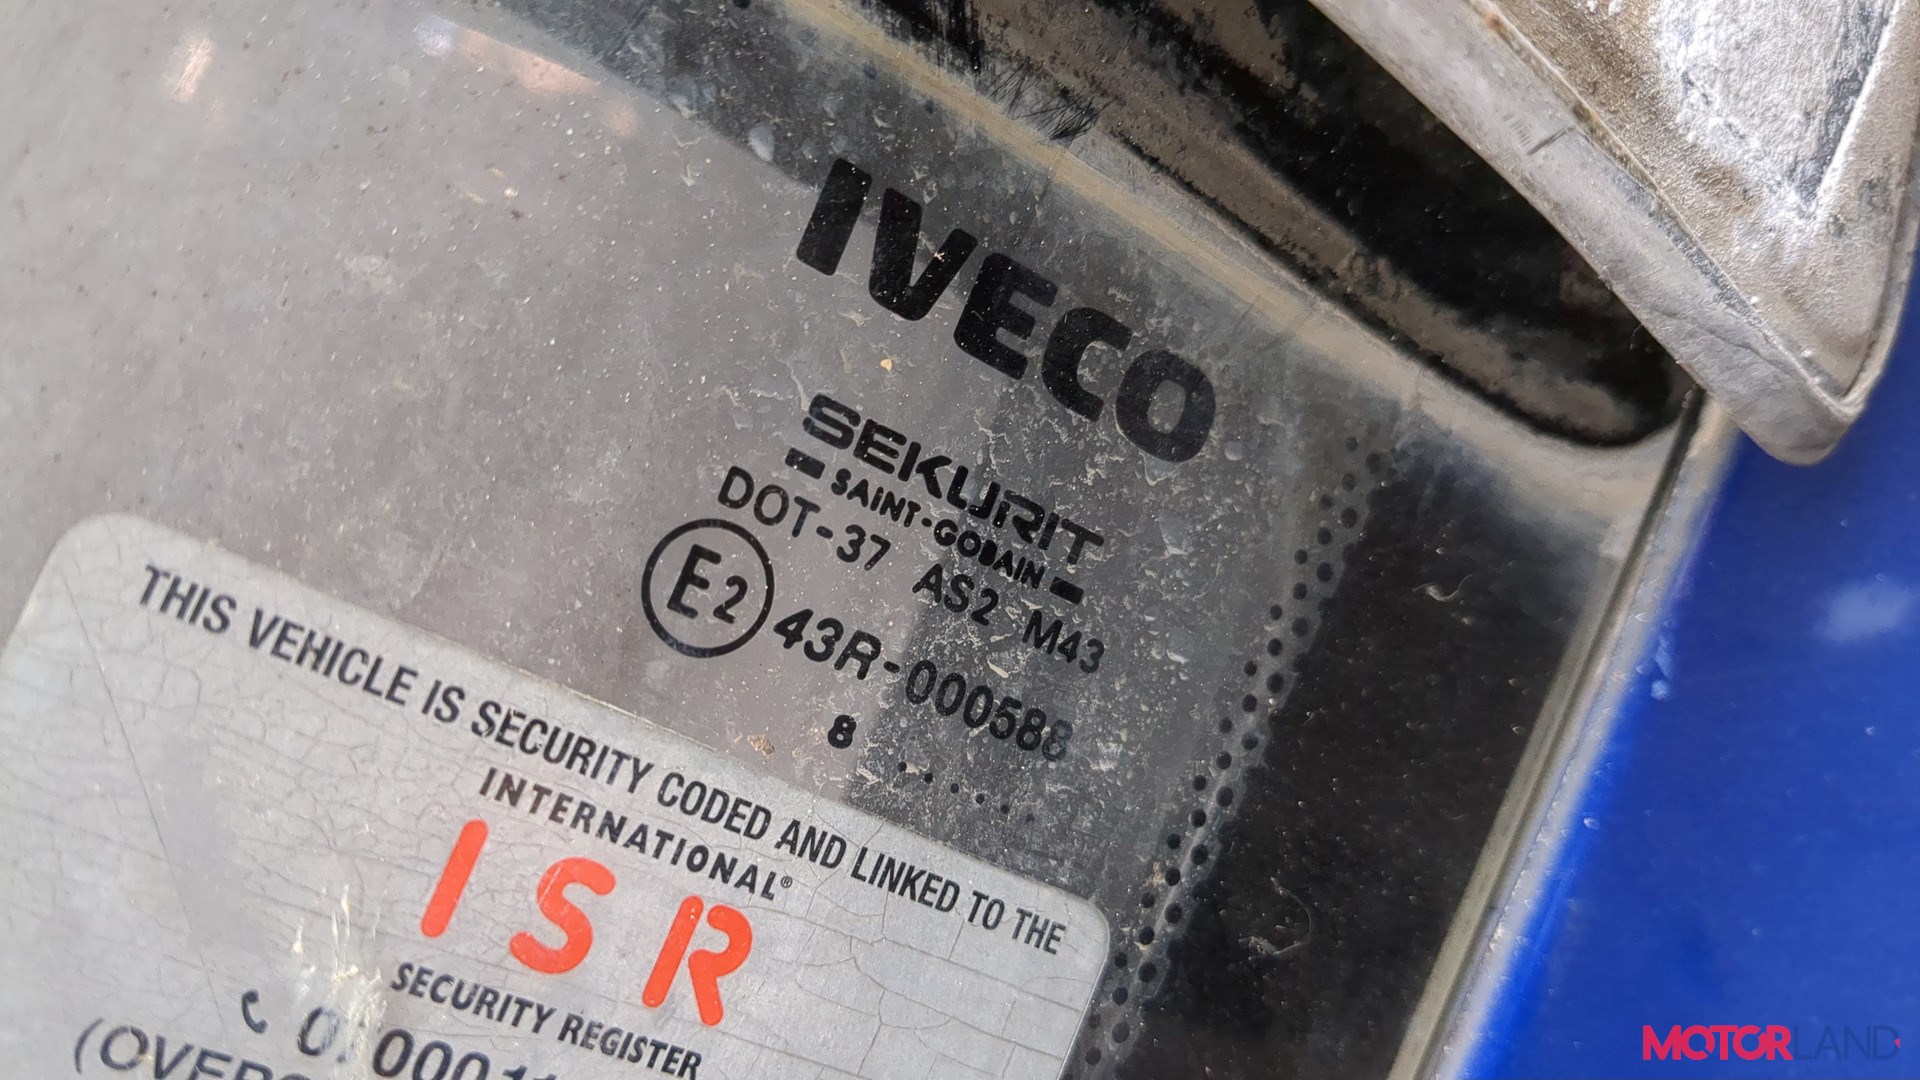 IVECO
SEKURIT
SAINT-GOBAIN
DOT-37 AS2 M43
E2 43R-000588
8 .. ....
THIS VEHICLE IS SECURITY CODED AND LINKED TO THE
INTERNATIONAL®
ISR
SECURITY REGISTER
MOTORLAND